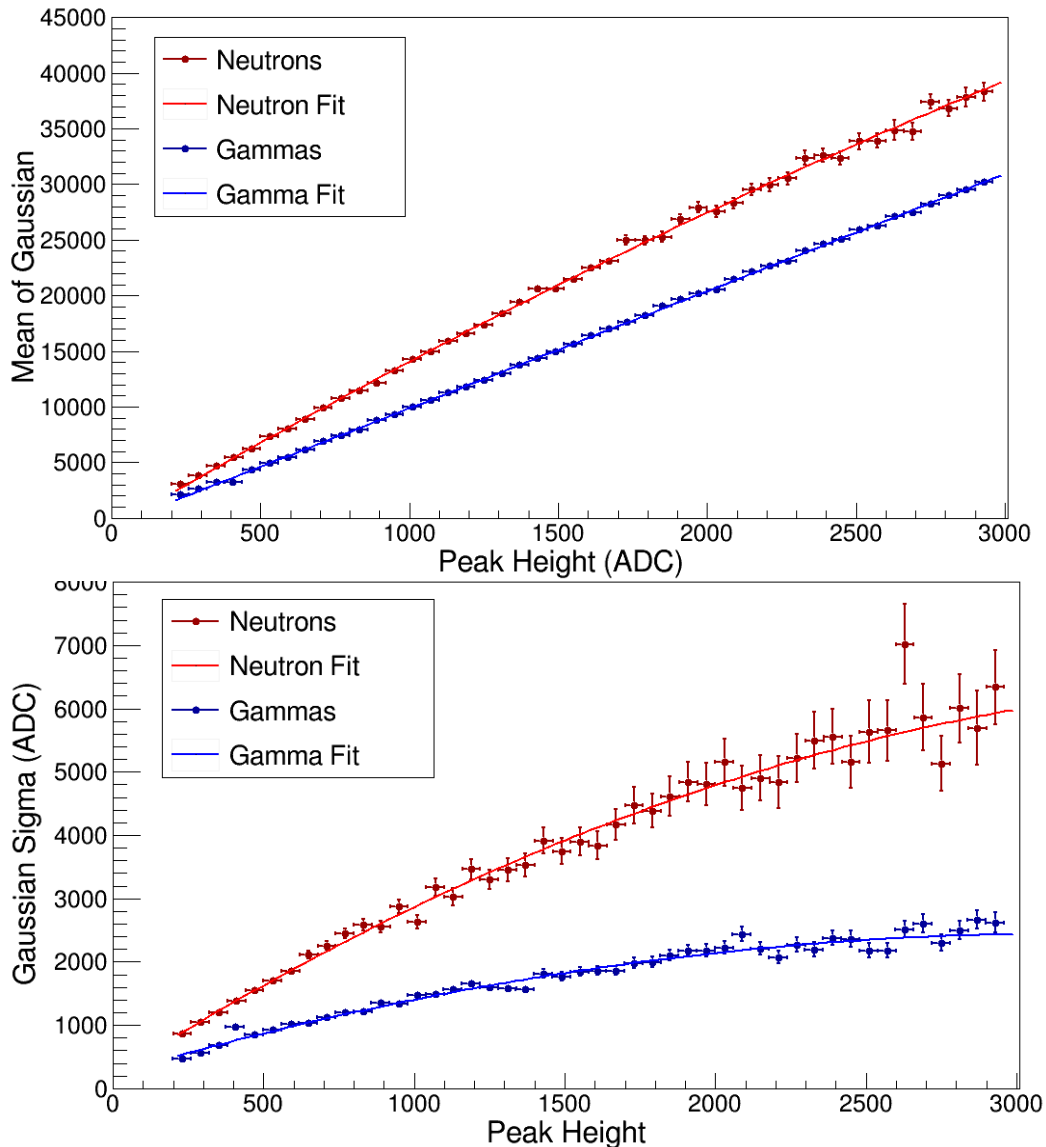 45000
40000
35000
30000
25000
20000
15000
10000
5000
0
Mean of Gaussian
Neutrons
Neutron Fit
Gammas
Gamma Fit
0 500 1000 1500 2000 2500 3000
Peak Height (ADC)
8000
7000
6000
5000
4000
3000
2000
1000
0
Gaussian Sigma (ADC)
Neutrons
Neutron Fit
Gammas
Gamma Fit
0 500 1000 1500 2000 2500 3000
Peak Height